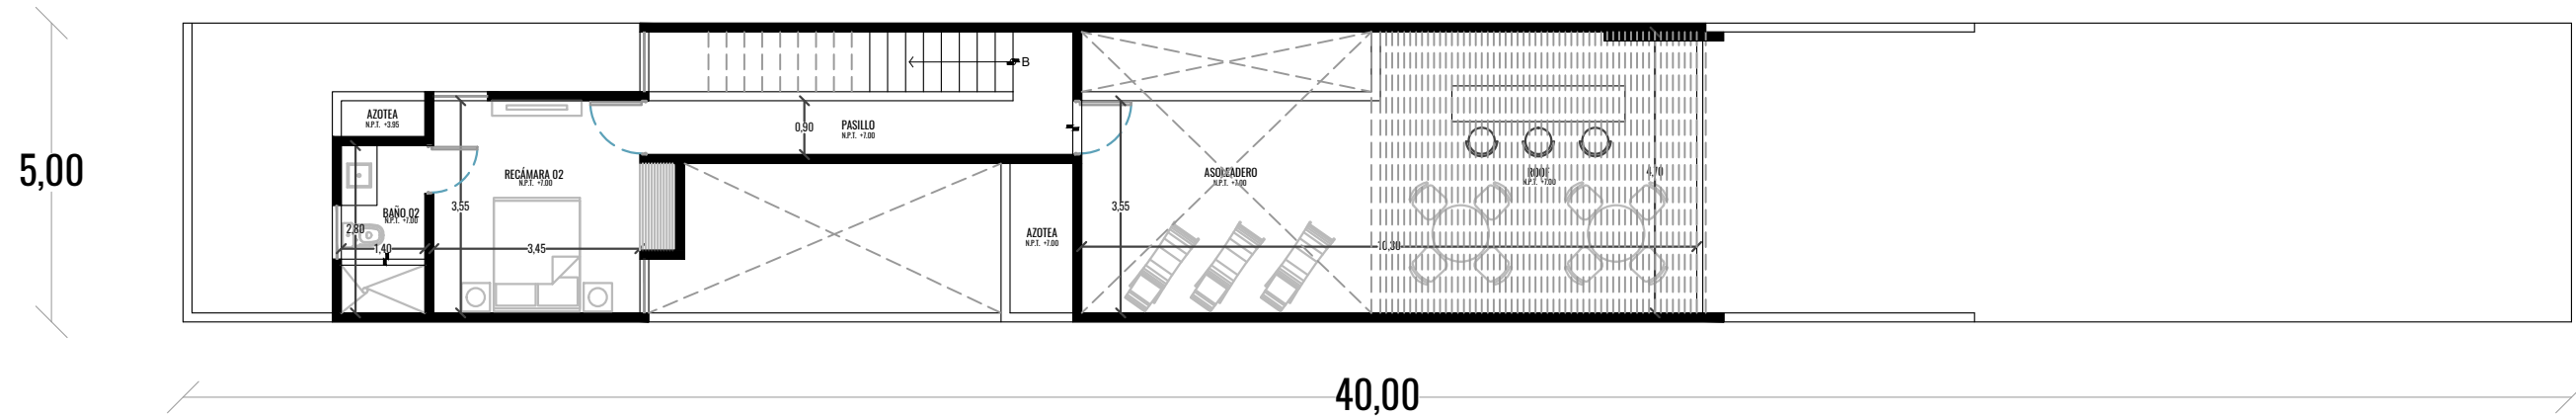 5,00
B
AZOTEA
N.P.T. +3.95
0,90
PASILLO
N.P.T. +7.00
RECÁMARA 02
N.P.T. +7.00
ASOLEADERO
N.P.T. +7.00
ROOF
N.P.T. +7.00
4,70
BAÑO 02
N.P.T. +7.00
3,55
3,55
2,80
1,40
3,45
AZOTEA
N.P.T. +7.00
10,30
40,00